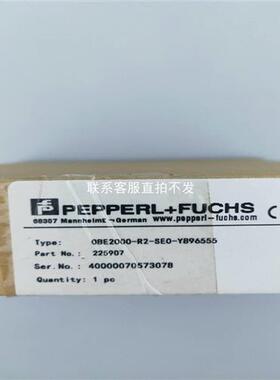 PEPPERL+FUCHS
联系客服直拍不发
68307 Mannheim - German
www.pepperl-fuchs.com
Type: OBE2000-R2-SE0-Y896555
Part No.: 225907
Ser.No.: 40000070573078
Quantity: 1 pc